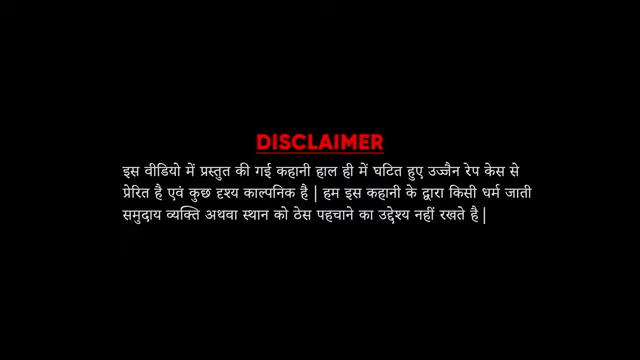 DISCLAIMER
इस वीडियो में प्रस्तुत की गई कहानी हाल ही में घटित हुए उज्जैन रेप केस से
प्रेरित है एवं कुछ दृश्य काल्पनिक है | हम इस कहानी के द्वारा किसी धर्म जाती
समुदाय व्यक्ति अथवा स्थान को ठेस पहचाने का उद्देश्य नहीं रखते है |